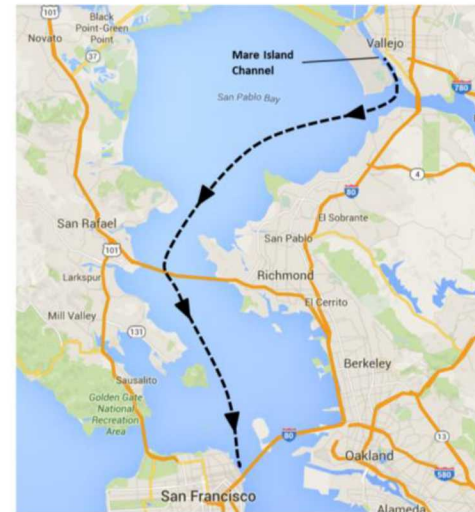 101
Black
Point-Green
Point
Novato
37
Mare Island
Channel
Vallejo
San Pablo Bay
780
4
80
El Sobrante
San Rafael
San Pablo
101
Larkspur
Richmond
El Cerrito
Mill Valley
131
Berkeley
Sausalito
Golden Gate
National
Recreation
Area
80
13
Oakland
580
San Francisco
Alameda